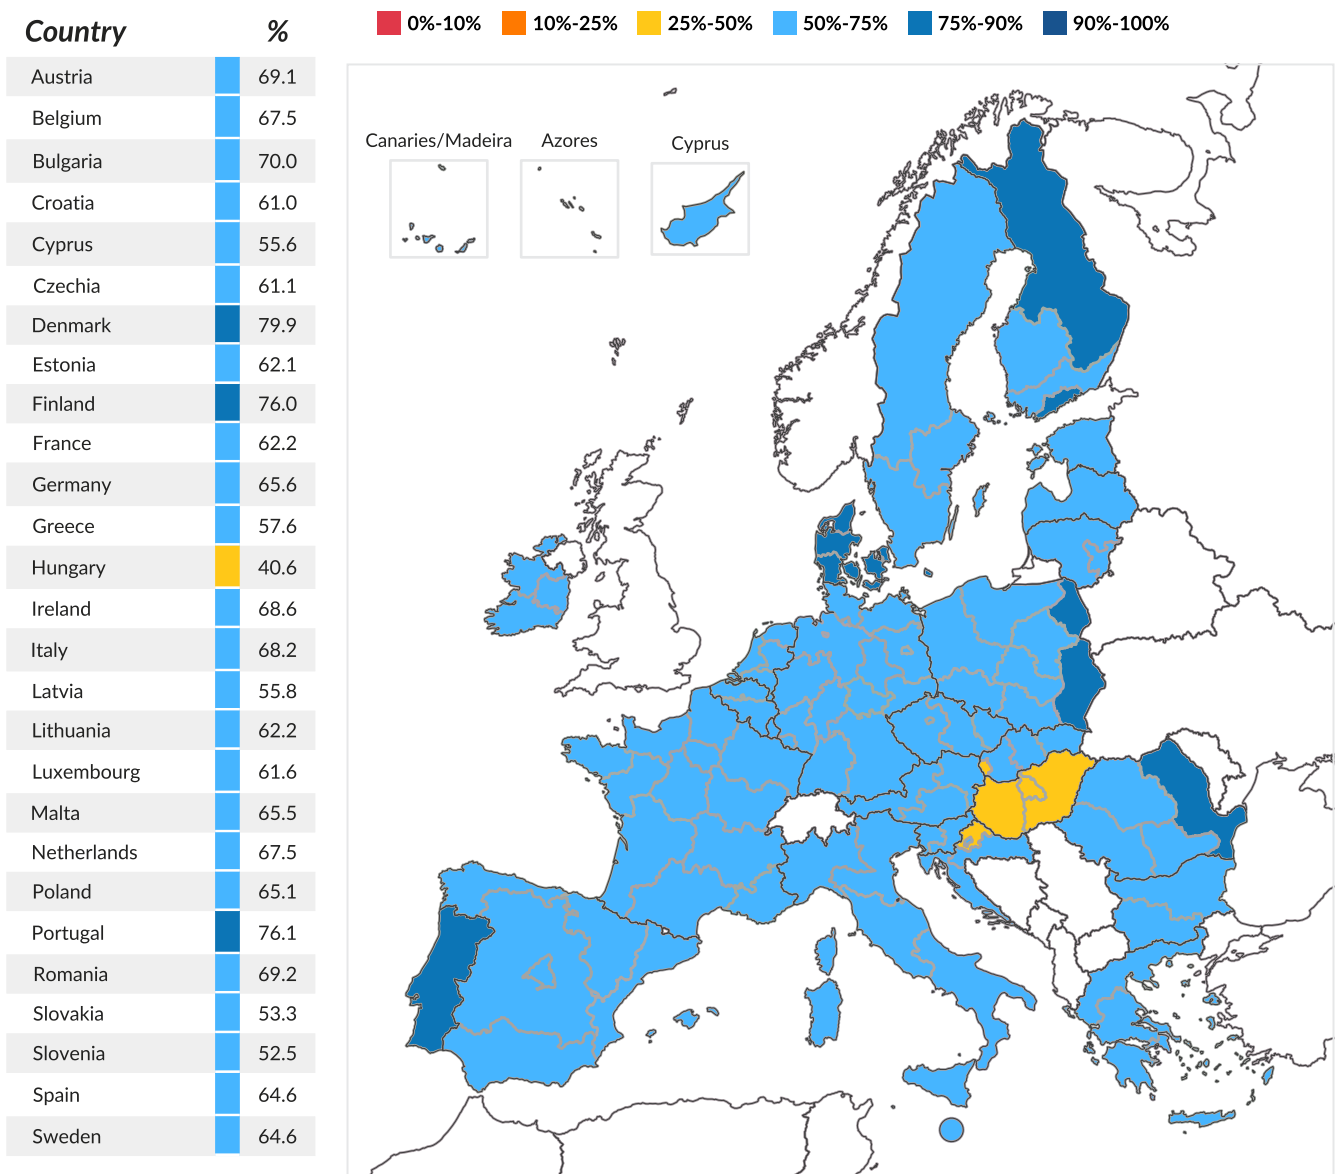 Country %
0%-10% 10%-25% 25%-50% 50%-75% 75%-90% 90%-100%
Austria 69.1
Belgium 67.5
Bulgaria 70.0
Croatia 61.0
Cyprus 55.6
Czechia 61.1
Denmark 79.9
Estonia 62.1
Finland 76.0
France 62.2
Germany 65.6
Greece 57.6
Hungary 40.6
Ireland 68.6
Italy 68.2
Latvia 55.8
Lithuania 62.2
Luxembourg 61.6
Malta 65.5
Netherlands 67.5
Poland 65.1
Portugal 76.1
Romania 69.2
Slovakia 53.3
Slovenia 52.5
Spain 64.6
Sweden 64.6
Canaries/Madeira Azores Cyprus